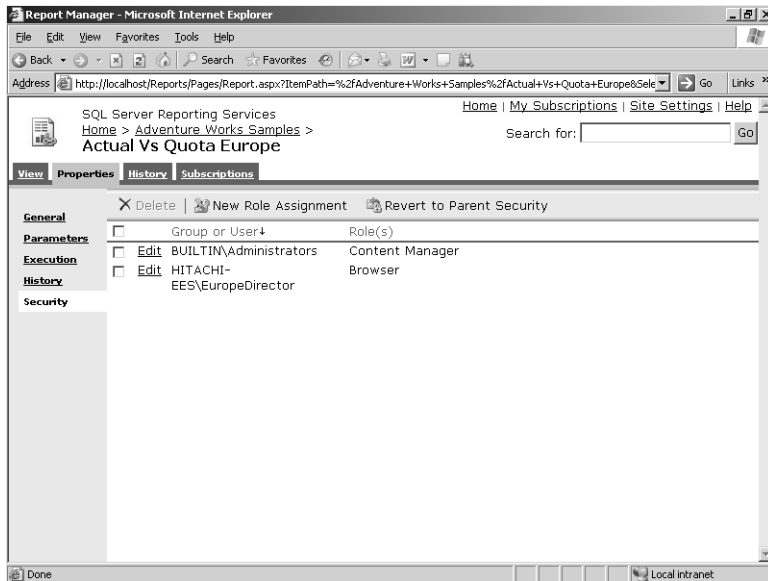 Report Manager - Microsoft Internet Explorer
File Edit View Favorites Tools Help
Back Search Favorites
Address http://localhost/Reports/Pages/Report.aspx?ItemPath=%2fAdventure+Works+Samples%2fActual+Vs+Quota+Europe&Sele Go Links »
Home | My Subscriptions | Site Settings | Help
SQL Server Reporting Services
Home > Adventure Works Samples >
Actual Vs Quota Europe
Search for: Go
View Properties History Subscriptions
Delete | New Role Assignment Revert to Parent Security
General
Parameters
Execution
History
Security
Group or User↓ Role(s)
Edit BUILTIN\Administrators Content Manager
Edit HITACHI- Browser
EES\EuropeDirector
Done Local intranet